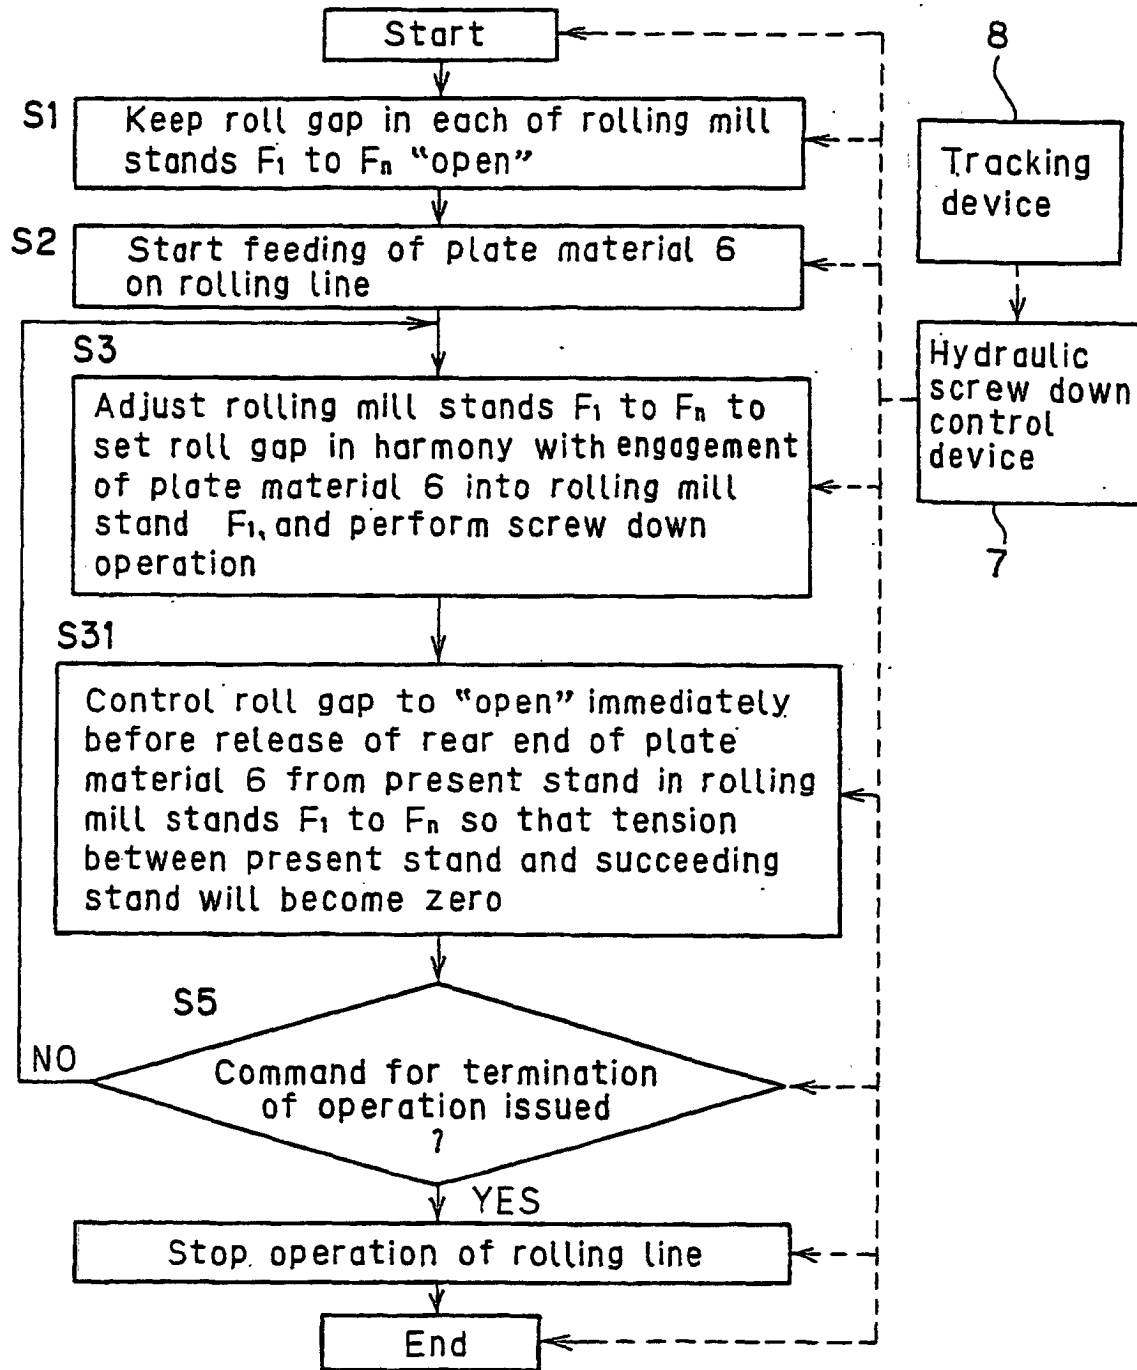 Start
S1
Keep roll gap in each of rolling mill
stands F1 to Fn "open"
S2
Start feeding of plate material 6
on rolling line
S3
Adjust rolling mill stands F1 to Fn to
set roll gap in harmony with engagement
of plate material 6 into rolling mill
stand F1, and perform screw down
operation
S31
Control roll gap to "open" immediately
before release of rear end of plate
material 6 from present stand in rolling
mill stands F1 to Fn so that tension
between present stand and succeeding
stand will become zero
S5
NO
Command for termination
of operation issued
?
YES
Stop operation of rolling line
End
8
Tracking
device
Hydraulic
screw down
control
device
7